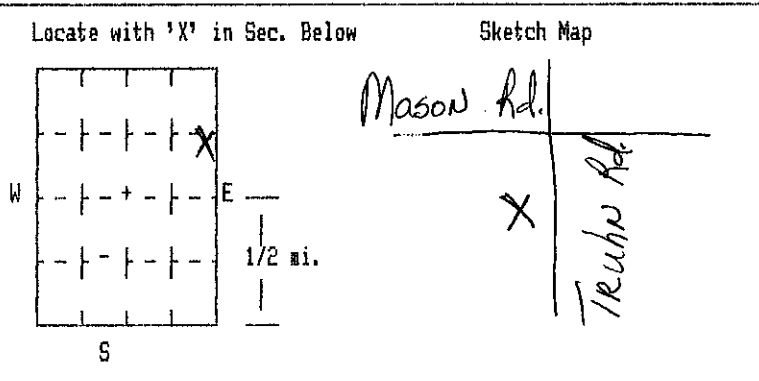 Locate with 'X' in Sec. Below
Sketch Map
Mason Rd.
X
W
E
X
1/2 mi.
Truhn Rd.
S